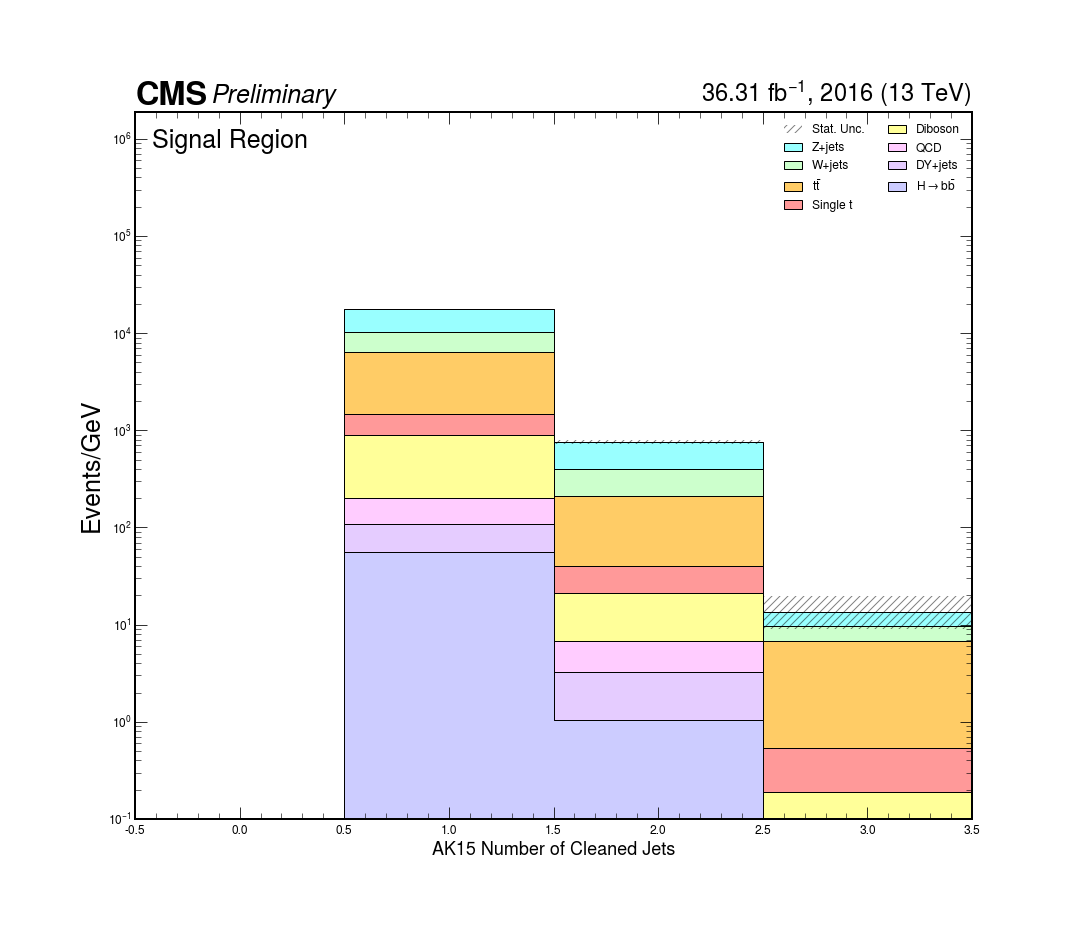 CMS Preliminary
36.31 fb⁻¹, 2016 (13 TeV)
Signal Region
Stat. Unc.
Z+jets
W+jets
tt̄
Single t
Diboson
QCD
DY+jets
H→bb̄
Events/GeV
10⁶
10⁵
10⁴
10³
10²
10¹
10⁰
10⁻¹
-0.5 0.0 0.5 1.0 1.5 2.0 2.5 3.0 3.5
AK15 Number of Cleaned Jets